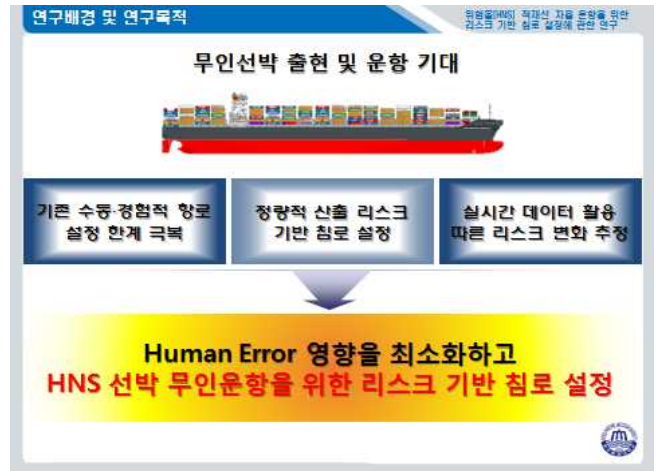 연구배경 및 연구목적
위험물(HNS) 적재선 자율 운항을 위한
리스크 기반 침로 설정에 관한 연구
무인선박 출현 및 운항 기대
기존 수동·경험적 항로
설정 한계 극복
정량적 산출 리스크
기반 침로 설정
실시간 데이터 활용
따른 리스크 변화 추정
Human Error 영향을 최소화하고
HNS 선박 무인운항을 위한 리스크 기반 침로 설정